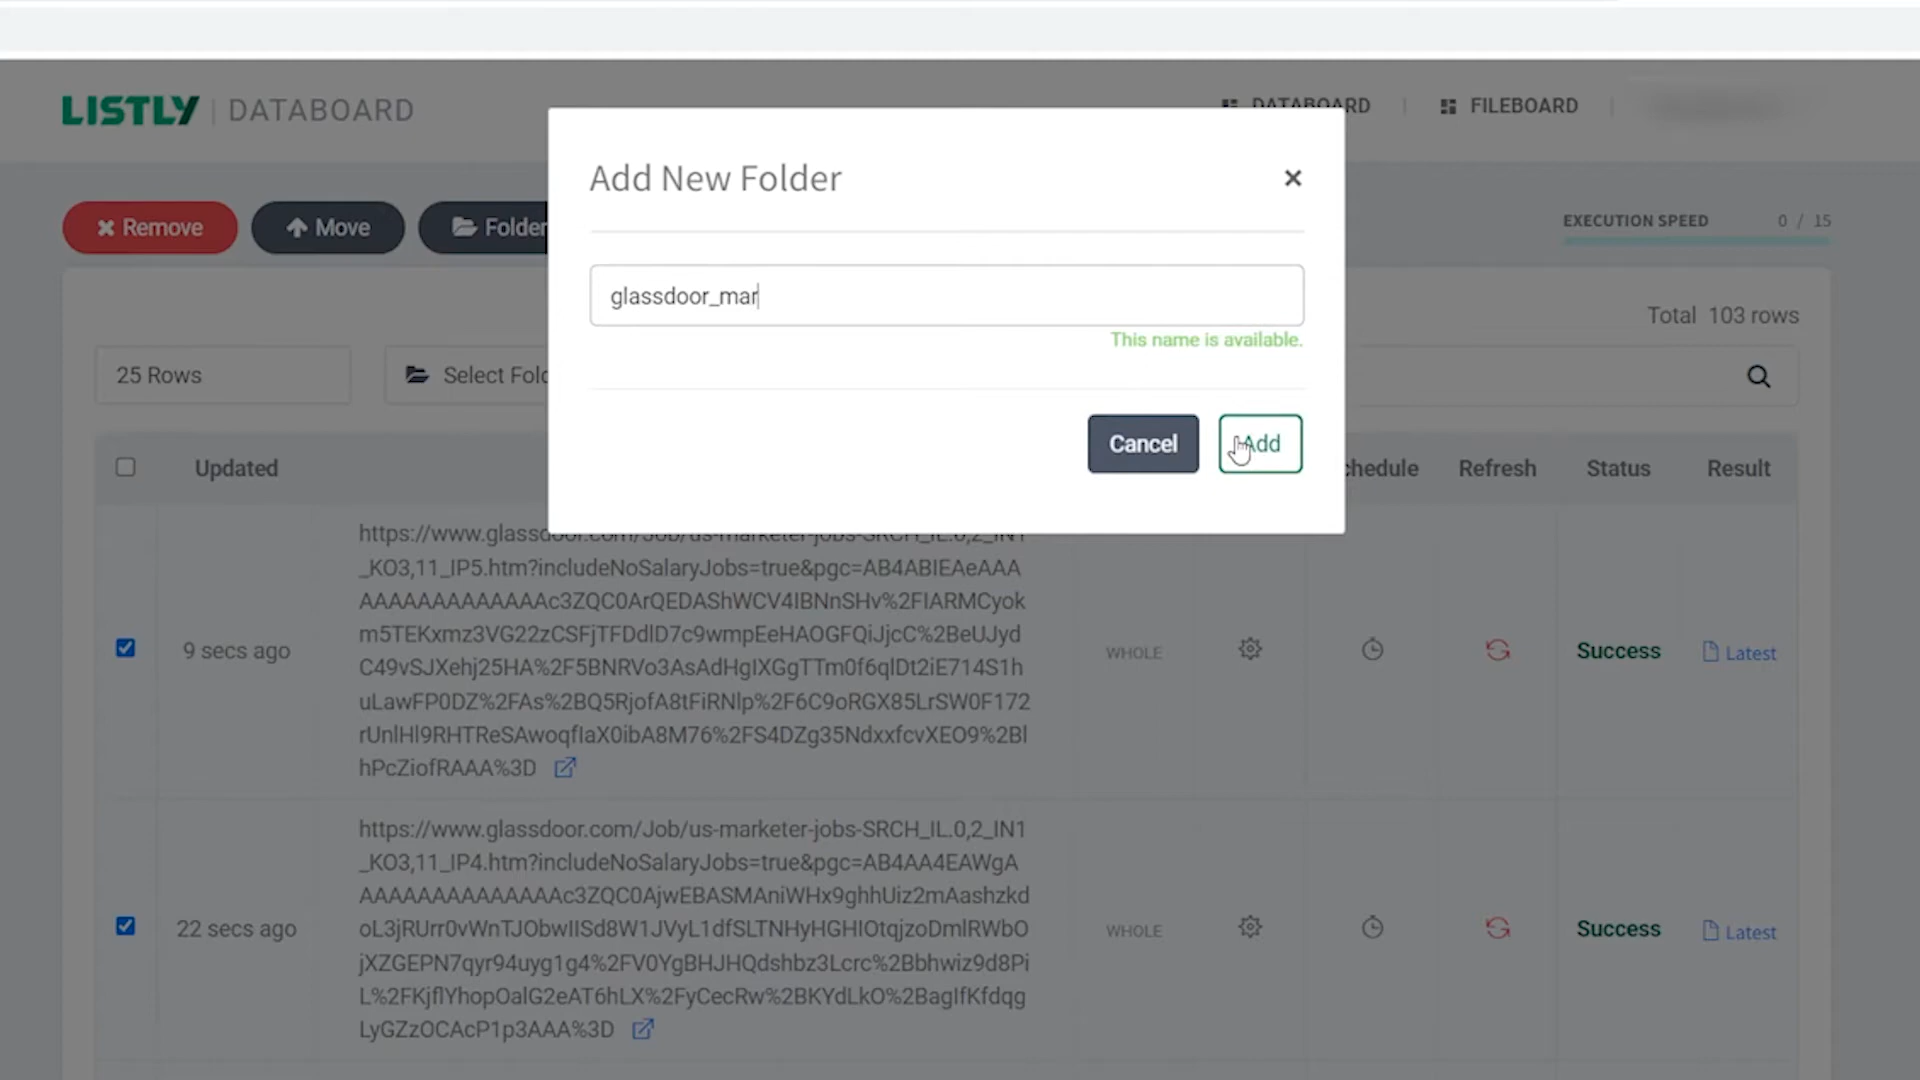 LISTLY | DATABOARD
DATABOARD | FILEBOARD |
Add New Folder
Remove
Move
Folder
EXECUTION SPEED 0 / 15
glassdoor_mar
This name is available.
Total 103 rows
25 Rows
Select Fold
Cancel
Add
Updated
chedule
Refresh
Status
Result
https://www.glassdoor.com/Job/us-marketer-jobs-SRCH_IL.0,2_IN1
_KO3,11_IP5.htm?includeNoSalaryJobs=true&pgc=AB4ABIEAeAAA
AAAAAAAAAAAAAAc3ZQC0ArQEDAShWCV4IBNnSHv%2FIARMCyok
m5TEKxmz3VG22zCSFjTFDdlD7c9wmpEeHAOGFQiJjcC%2BeUJyd
C49vSJXehj25HA%2F5BNRVo3AsAdHgIXGgTTm0f6qlDt2iE714S1h
uLawFP0DZ%2FAs%2BQ5RjofA8tFiRNlp%2F6C9oRGX85LrSW0F172
rUnlHl9RHTReSAwoqfIaX0ibA8M76%2FS4DZg35NdxxfcvXEO9%2Bl
hPcZiofRAAA%3D
9 secs ago
WHOLE
Success
Latest
https://www.glassdoor.com/Job/us-marketer-jobs-SRCH_IL.0,2_IN1
_KO3,11_IP4.htm?includeNoSalaryJobs=true&pgc=AB4AA4EAWgA
AAAAAAAAAAAAAAAc3ZQC0AjwEBASMAniWHx9ghhUiz2mAashzkd
oL3jRUrr0vWnTJObwIISd8W1JVyL1dfSLTNHyHGHIOtqjzoDmlRWbO
jXZGEPN7qyr94uyg1g4%2FV0YgBHJHQdshbz3Lcrc%2Bbhwiz9d8Pi
L%2FKjflYhopOalG2eAT6hLX%2FyCecRw%2BKYdLkO%2BagIfKfdqg
LyGZzOCAcP1p3AAA%3D
22 secs ago
WHOLE
Success
Latest